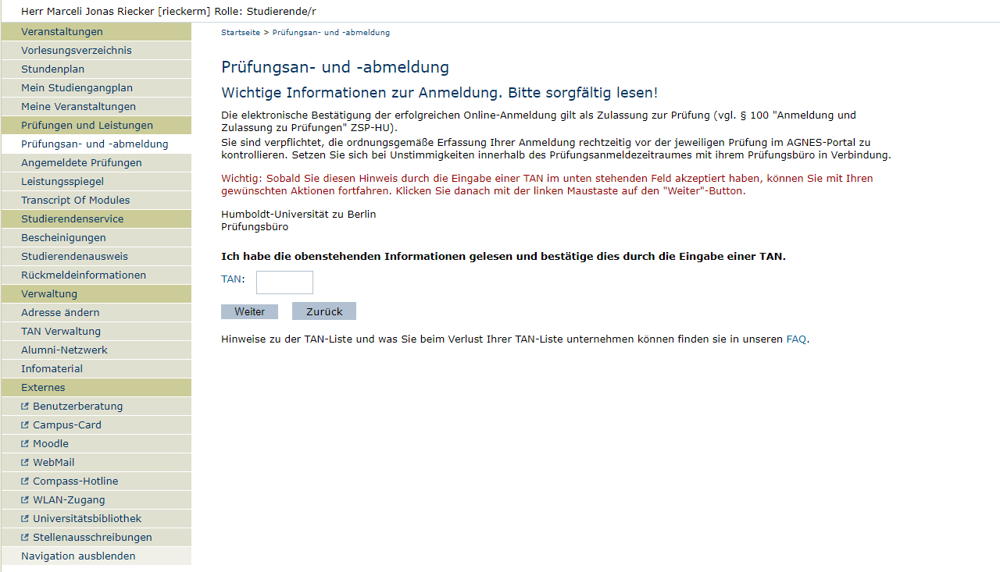 Herr Marceli Jonas Riecker [rieckerm] Rolle: Studierende/r
Veranstaltungen
Vorlesungsverzeichnis
Stundenplan
Mein Studiengangplan
Meine Veranstaltungen
Prüfungen und Leistungen
Prüfungsan- und -abmeldung
Angemeldete Prüfungen
Leistungsspiegel
Transcript Of Modules
Studierendenservice
Bescheinigungen
Studierendenausweis
Rückmeldeinformationen
Verwaltung
Adresse ändern
TAN Verwaltung
Alumni-Netzwerk
Infomaterial
Externes
Benutzerberatung
Campus-Card
Moodle
WebMail
Compass-Hotline
WLAN-Zugang
Universitätsbibliothek
Stellenausschreibungen
Navigation ausblenden
Startseite > Prüfungsan- und -abmeldung
Prüfungsan- und -abmeldung
Wichtige Informationen zur Anmeldung. Bitte sorgfältig lesen!
Die elektronische Bestätigung der erfolgreichen Online-Anmeldung gilt als Zulassung zur Prüfung (vgl. § 100 "Anmeldung und
Zulassung zu Prüfungen" ZSP-HU).
Sie sind verpflichtet, die ordnungsgemäße Erfassung Ihrer Anmeldung rechtzeitig vor der jeweiligen Prüfung im AGNES-Portal zu
kontrollieren. Setzen Sie sich bei Unstimmigkeiten innerhalb des Prüfungsanmeldezeitraumes mit ihrem Prüfungsbüro in Verbindung.
Wichtig: Sobald Sie diesen Hinweis durch die Eingabe einer TAN im unten stehenden Feld akzeptiert haben, können Sie mit Ihren
gewünschten Aktionen fortfahren. Klicken Sie danach mit der linken Maustaste auf den "Weiter"-Button.
Humboldt-Universität zu Berlin
Prüfungsbüro
Ich habe die obenstehenden Informationen gelesen und bestätige dies durch die Eingabe einer TAN.
TAN:
Weiter Zurück
Hinweise zu der TAN-Liste und was Sie beim Verlust Ihrer TAN-Liste unternehmen können finden sie in unseren FAQ.